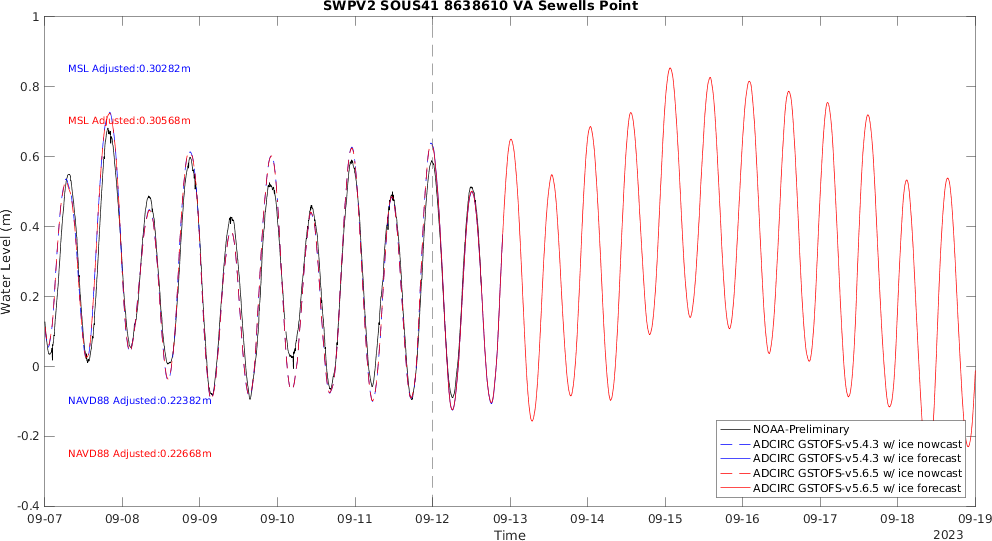 SWPV2 SOUS41 8638610 VA Sewells Point
1
0.8
0.6
0.4
0.2
0
-0.2
-0.4
Water Level (m)
MSL Adjusted:0.30282m
MSL Adjusted:0.30568m
NAVD88 Adjusted:0.22382m
NAVD88 Adjusted:0.22668m
NOAA-Preliminary
ADCIRC GSTOFS-v5.4.3 w/ ice nowcast
ADCIRC GSTOFS-v5.4.3 w/ ice forecast
ADCIRC GSTOFS-v5.6.5 w/ ice nowcast
ADCIRC GSTOFS-v5.6.5 w/ ice forecast
09-07 09-08 09-09 09-10 09-11 09-12 09-13 09-14 09-15 09-16 09-17 09-18 09-19
Time
2023